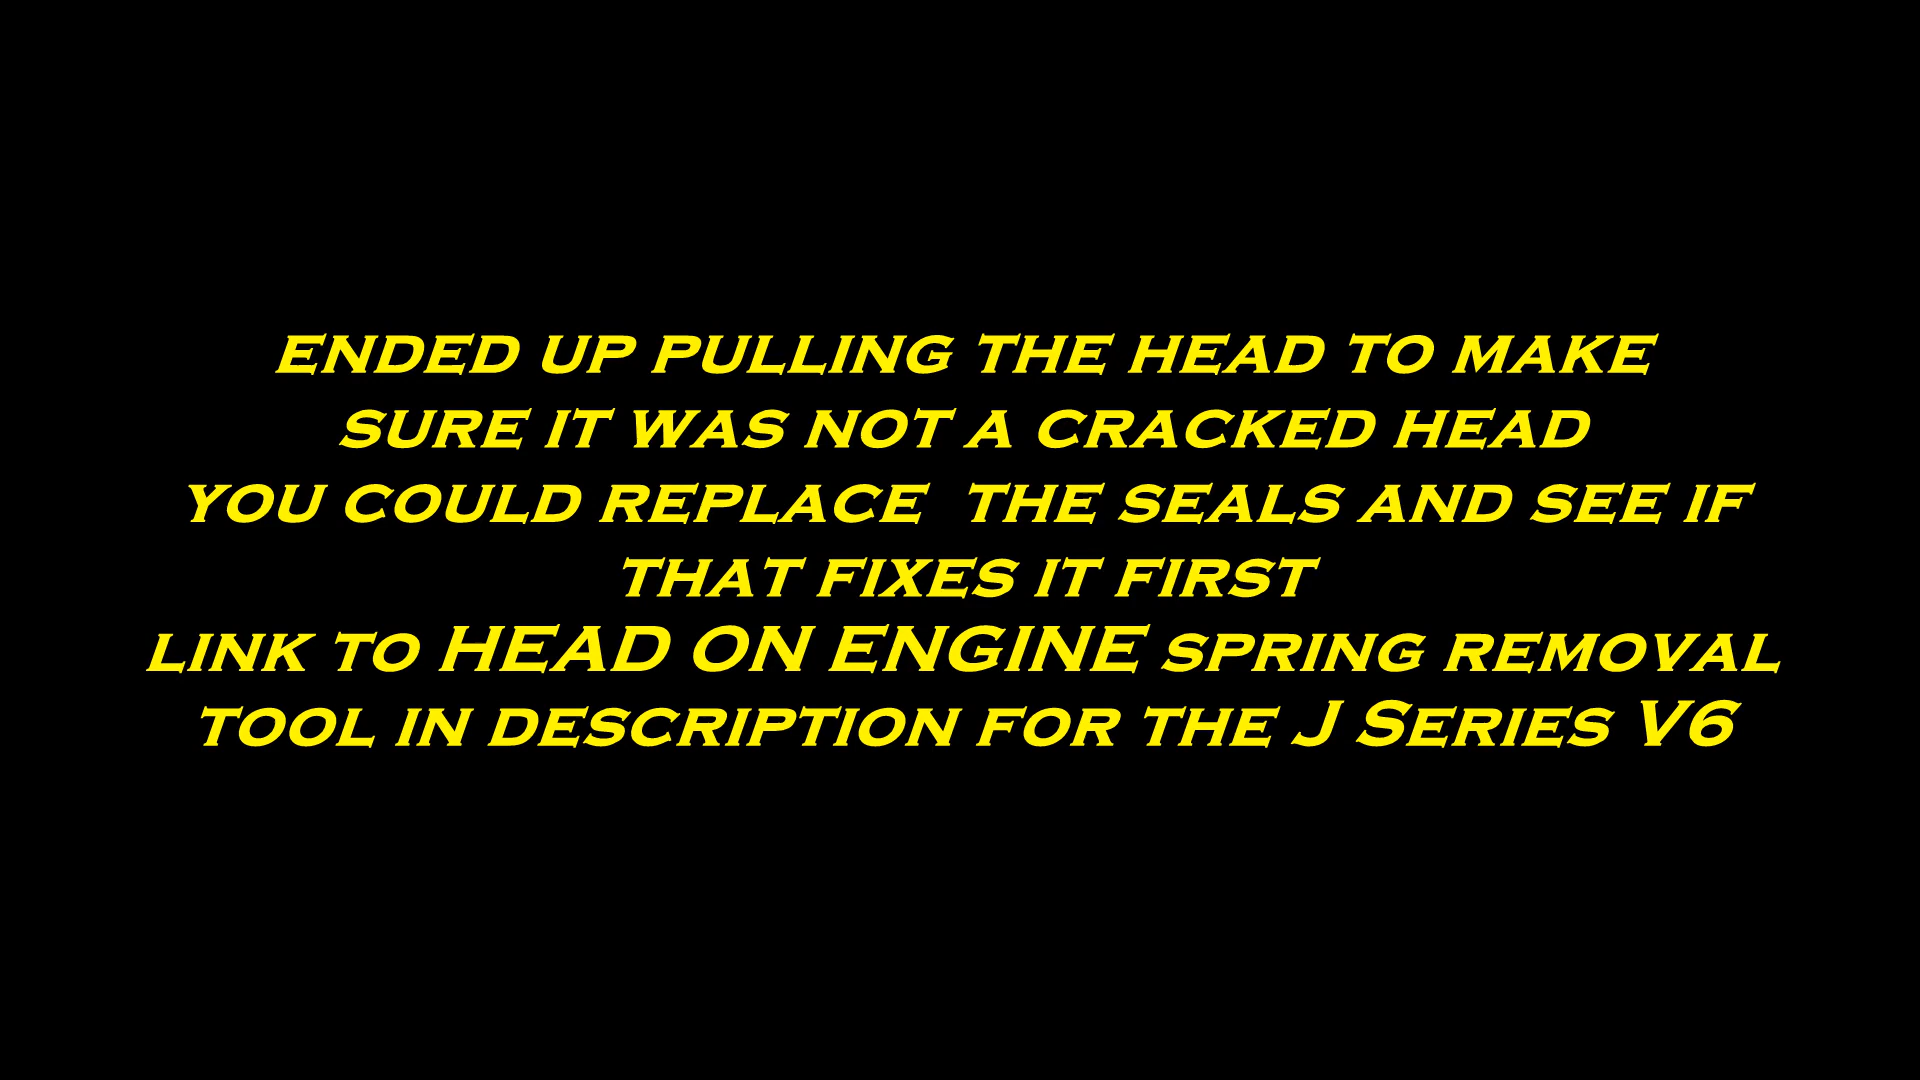 ended up pulling the head to make
sure it was not a cracked head
you could replace  the seals and see if
that fixes it first
link to HEAD ON ENGINE spring removal
tool in description for the J Series V6